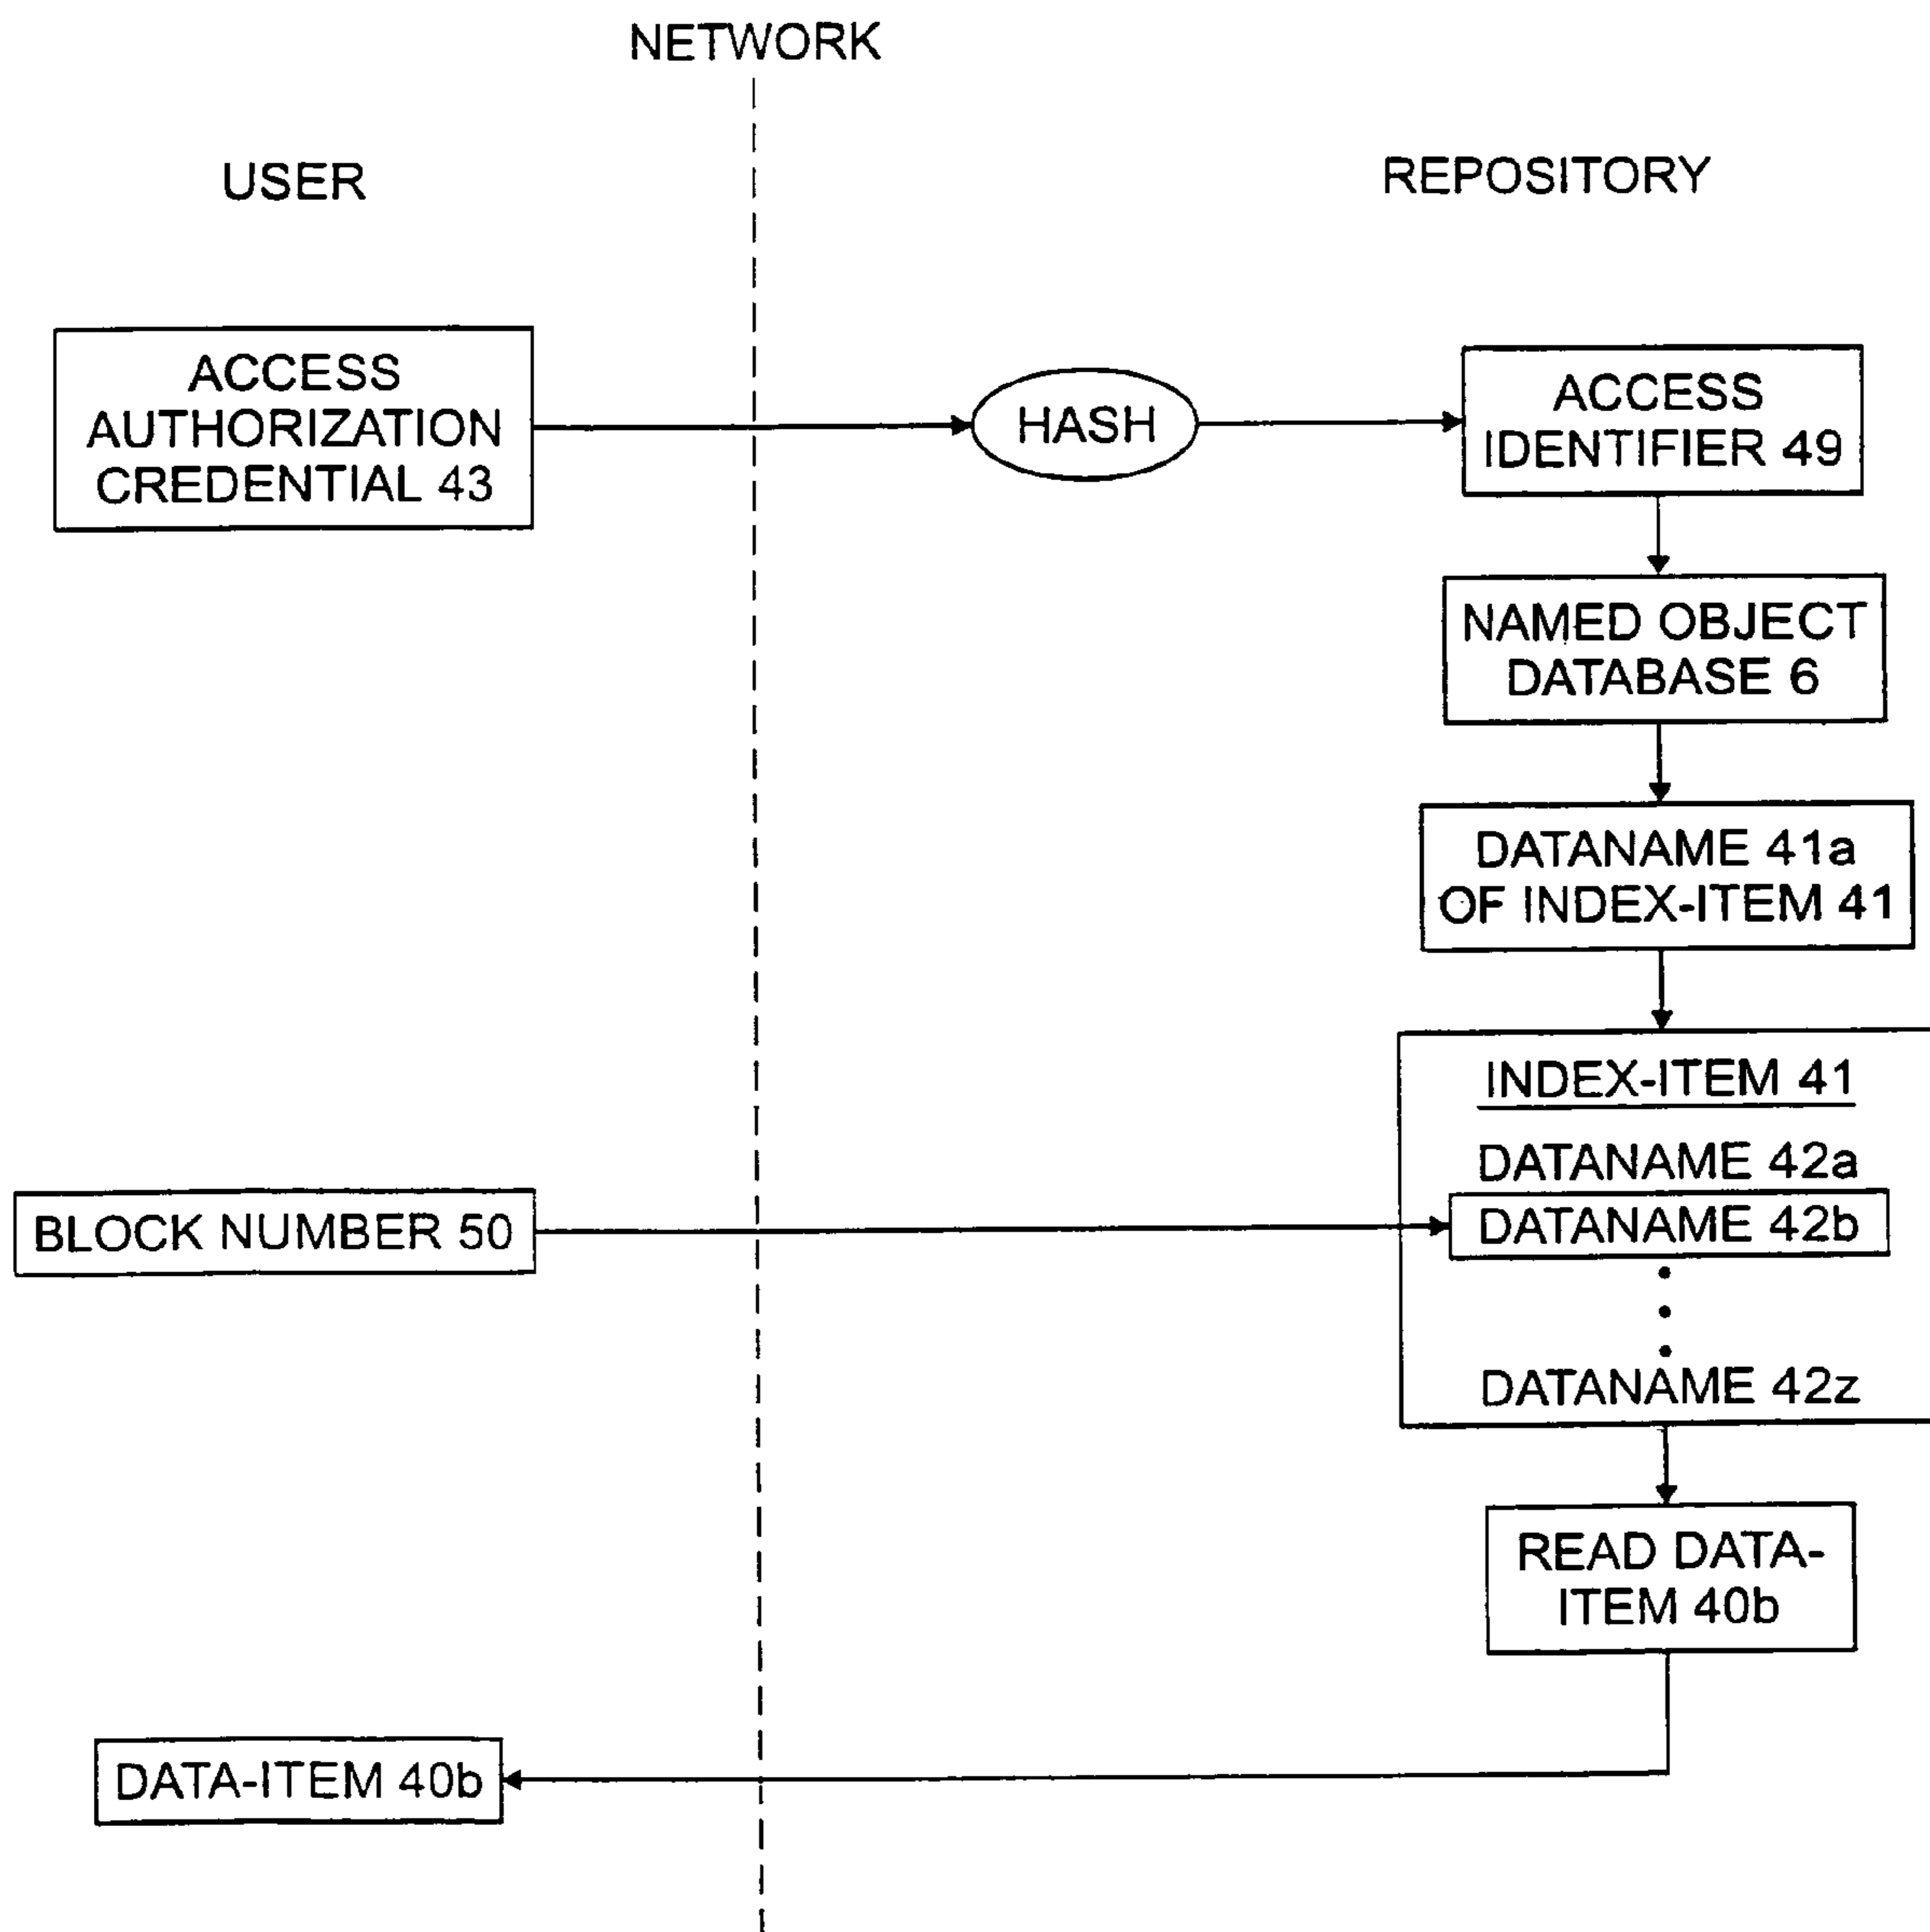 NETWORK
USER
REPOSITORY
ACCESS
AUTHORIZATION
CREDENTIAL 43
HASH
ACCESS
IDENTIFIER 49
NAMED OBJECT
DATABASE 6
DATANAME 41a
OF INDEX-ITEM 41
INDEX-ITEM 41
DATANAME 42a
BLOCK NUMBER 50
DATANAME 42b
DATANAME 42z
READ DATA-
ITEM 40b
DATA-ITEM 40b